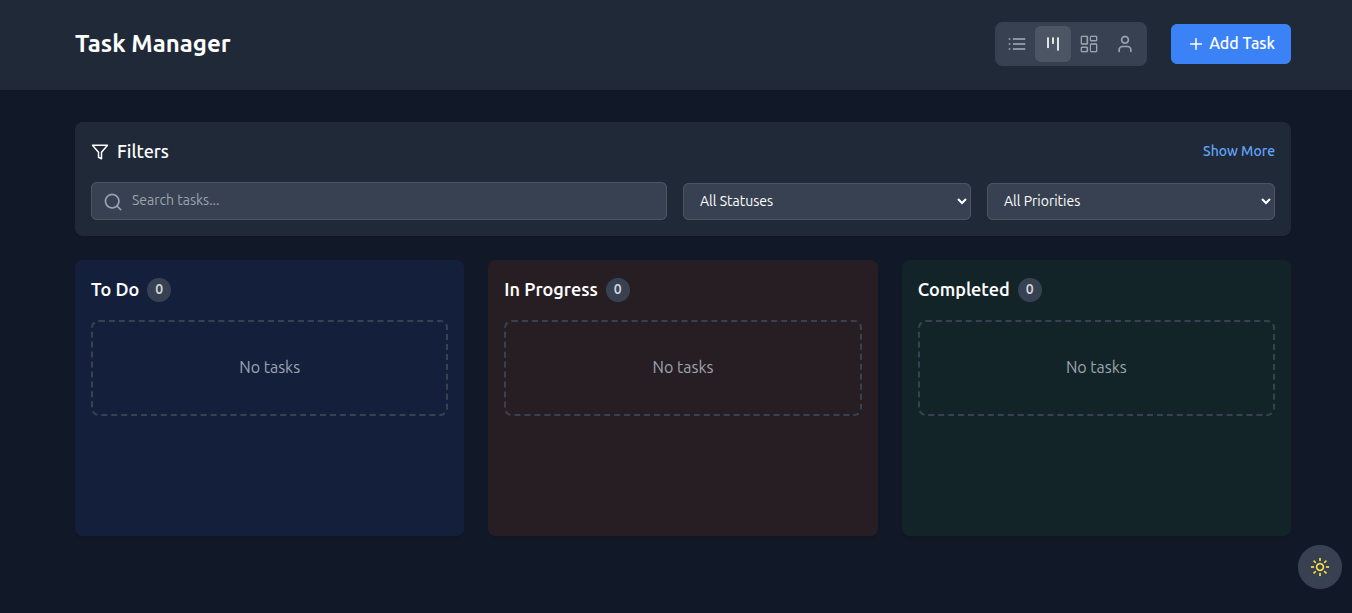 Task Manager
Add Task
Filters
Show More
Search tasks...
All Statuses
All Priorities
To Do 0
In Progress 0
Completed 0
No tasks
No tasks
No tasks